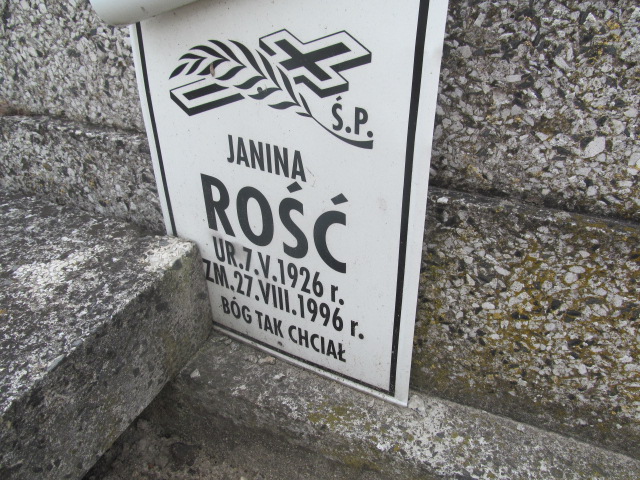 Ś.P.
JANINA
ROŚĆ
UR.7.V.1926 r.
ZM.27.VIII.1996 r.
BÓG TAK CHCIAŁ